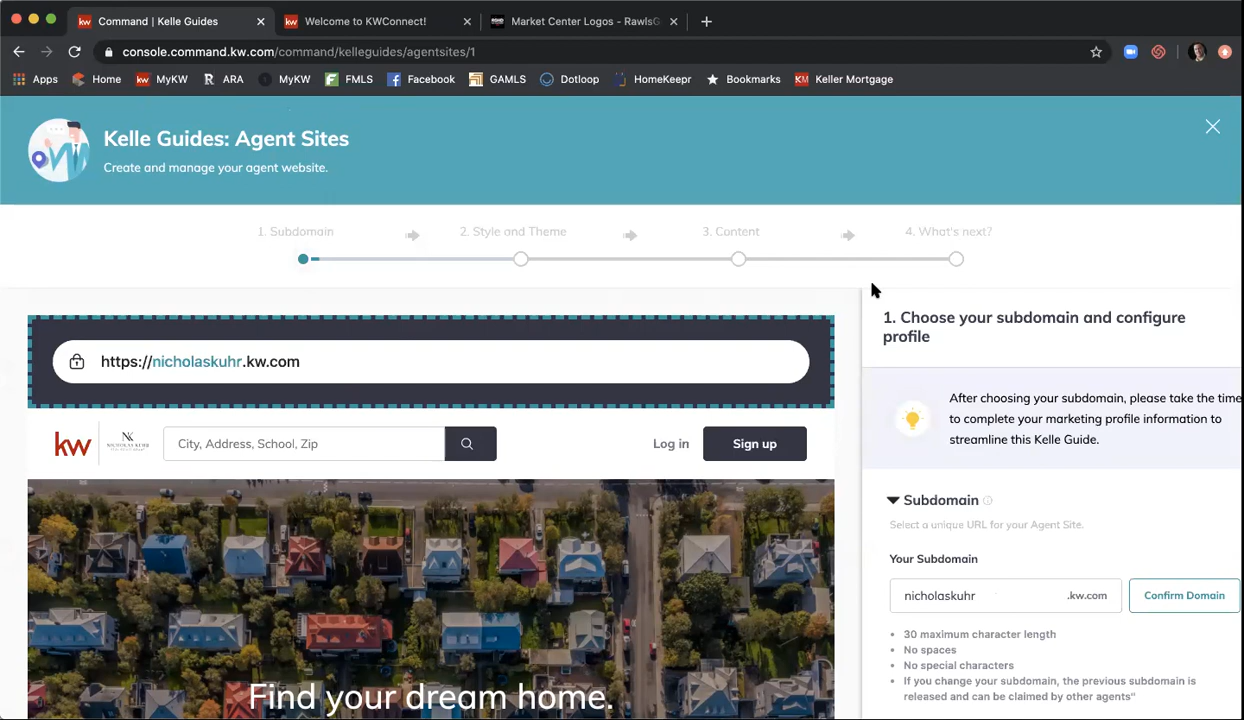 Command | Kelle Guides
Welcome to KWConnect!
Market Center Logos - RawlsG
console.command.kw.com/command/kelleguides/agentsites/1
Apps Home kw MyKW R ARA MyKW FMLS Facebook GAMLS Dotloop HomeKeepr Bookmarks KM Keller Mortgage
Kelle Guides: Agent Sites
Create and manage your agent website.
1. Subdomain 2. Style and Theme 3. Content 4. What's next?
https://nicholaskuhr.kw.com
kw NK City, Address, School, Zip Log in Sign up
Find your dream home.
1. Choose your subdomain and configure
profile
After choosing your subdomain, please take the time
to complete your marketing profile information to
streamline this Kelle Guide.
Subdomain
Select a unique URL for your Agent Site.
Your Subdomain
nicholaskuhr .kw.com Confirm Domain
• 30 maximum character length
• No spaces
• No special characters
• If you change your subdomain, the previous subdomain is
released and can be claimed by other agents"